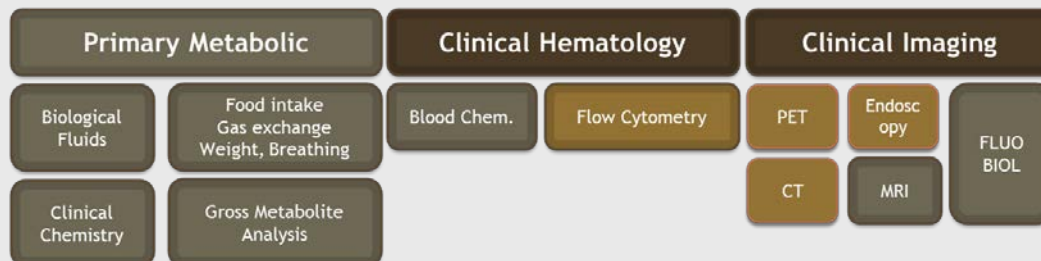 Primary Metabolic
Clinical Hematology
Clinical Imaging
Biological
Fluids
Food intake
Gas exchange
Weight, Breathing
Blood Chem.
Flow Cytometry
PET
Endosc
opy
FLUO
BIOL
Clinical
Chemistry
Gross Metabolite
Analysis
CT
MRI